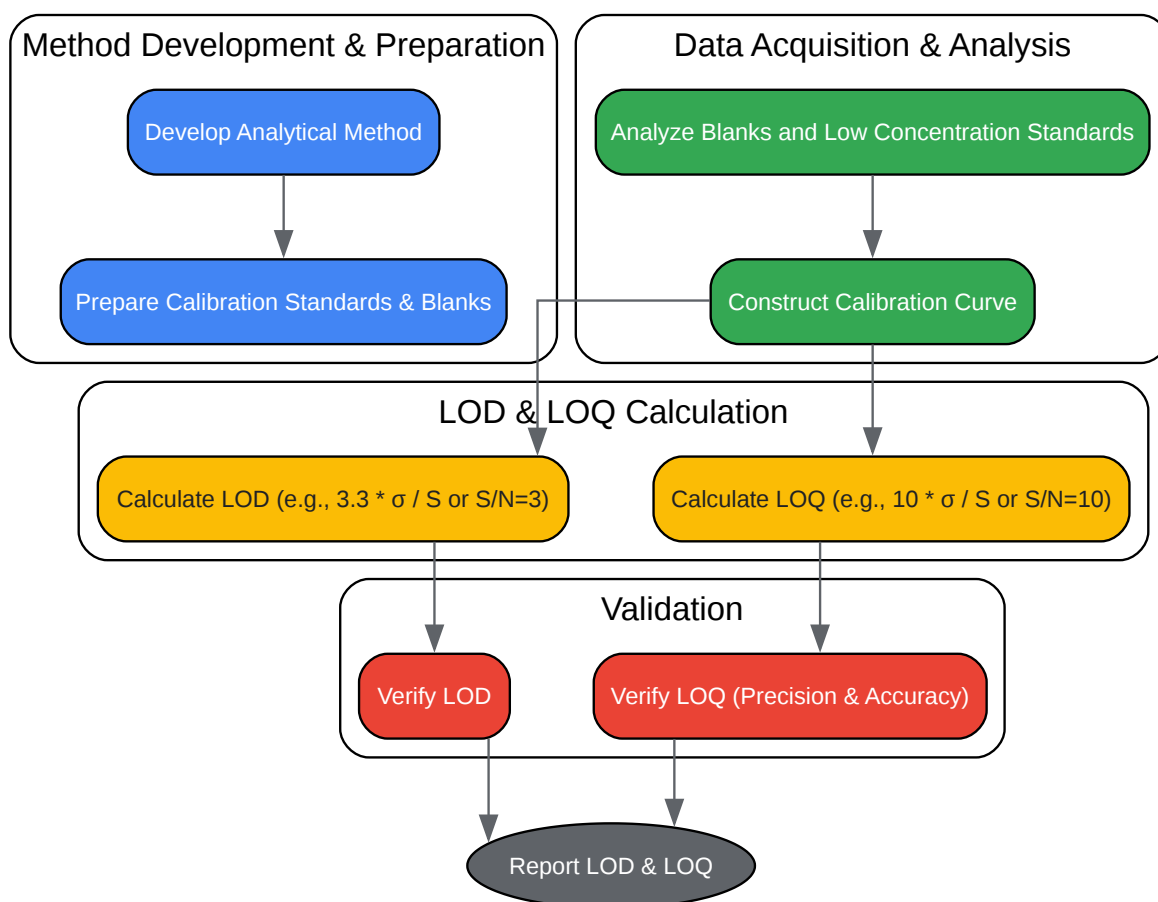 Method Development & Preparation
Develop Analytical Method
Prepare Calibration Standards & Blanks
Data Acquisition & Analysis
Analyze Blanks and Low Concentration Standards
Construct Calibration Curve
LOD & LOQ Calculation
Calculate LOD (e.g., 3.3 * σ / S or S/N=3)
Calculate LOQ (e.g., 10 * σ / S or S/N=10)
Validation
Verify LOD
Verify LOQ (Precision & Accuracy)
Report LOD & LOQ